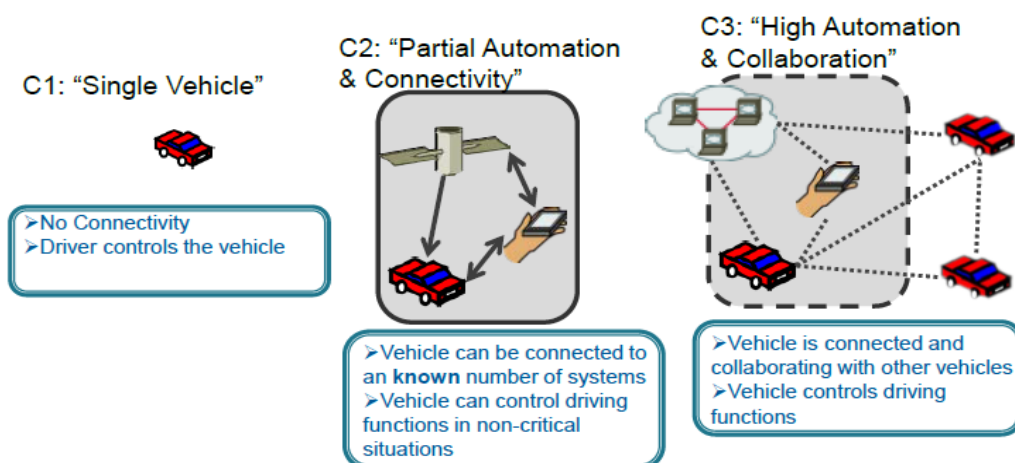 C1: “Single Vehicle”
➢No Connectivity
➢Driver controls the vehicle
C2: “Partial Automation
& Connectivity”
➢Vehicle can be connected to
an known number of systems
➢Vehicle can control driving
functions in non-critical
situations
C3: “High Automation
& Collaboration”
➢Vehicle is connected and
collaborating with other vehicles
➢Vehicle controls driving
functions